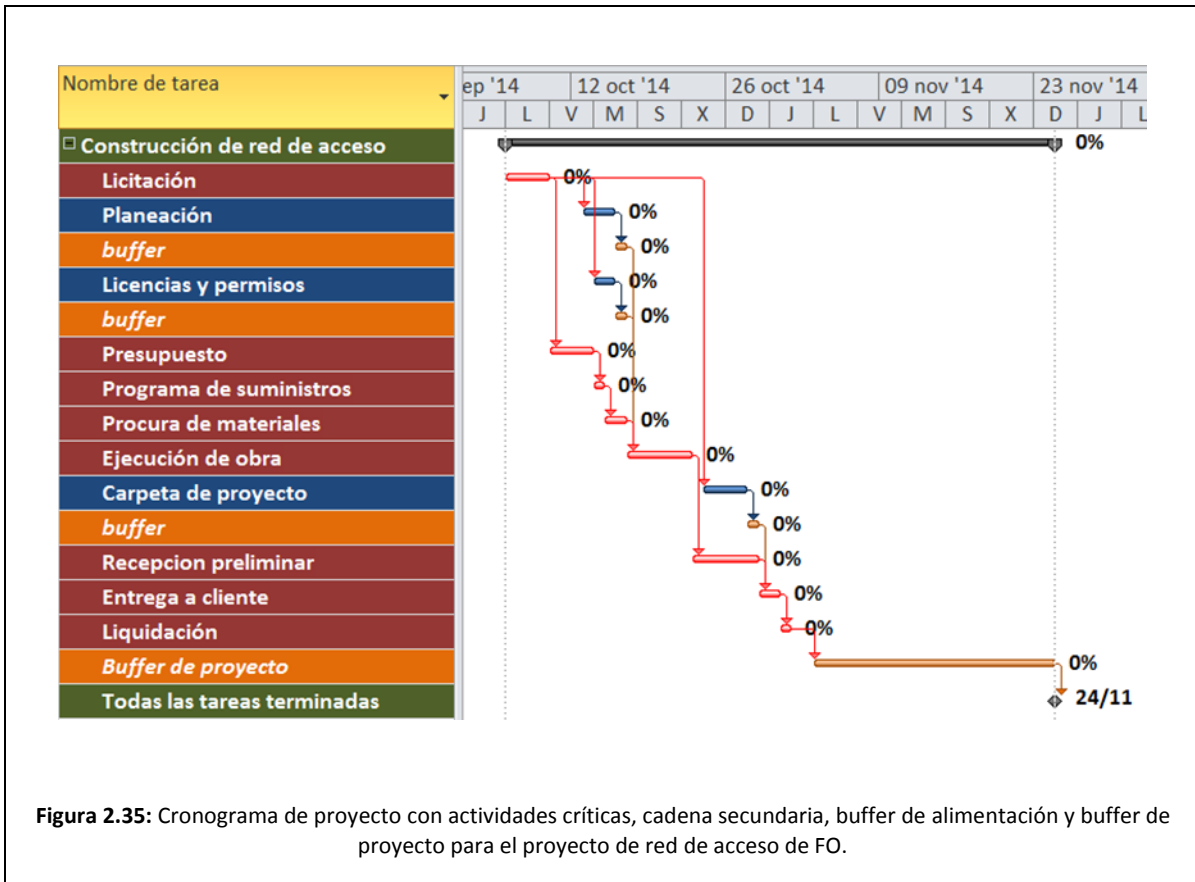 Nombre de tarea
ep '14 12 oct '14 26 oct '14 09 nov '14 23 nov '14
J L V M S X D J L V M S X D J L
Construcción de red de acceso 0%
Licitación 0%
Planeación 0%
buffer 0%
Licencias y permisos 0%
buffer 0%
Presupuesto 0%
Programa de suministros 0%
Procura de materiales 0%
Ejecución de obra 0%
Carpeta de proyecto 0%
buffer 0%
Recepcion preliminar 0%
Entrega a cliente 0%
Liquidación 0%
Buffer de proyecto 0%
Todas las tareas terminadas 24/11
Figura 2.35: Cronograma de proyecto con actividades críticas, cadena secundaria, buffer de alimentación y buffer de
proyecto para el proyecto de red de acceso de FO.